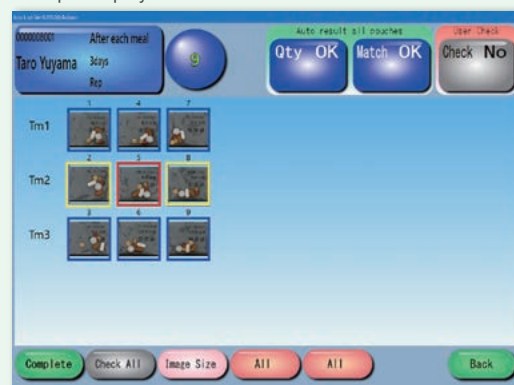 0000000001
After each meal
Taro Yuyama
3days
Rep
9
Auto result all pouches
Qty OK
Match OK
User Check
Check No
4 7
Tm1
2 5 8
Tm2
3 6 9
Tm3
Complete
Check All
Image Size
All
All
Back